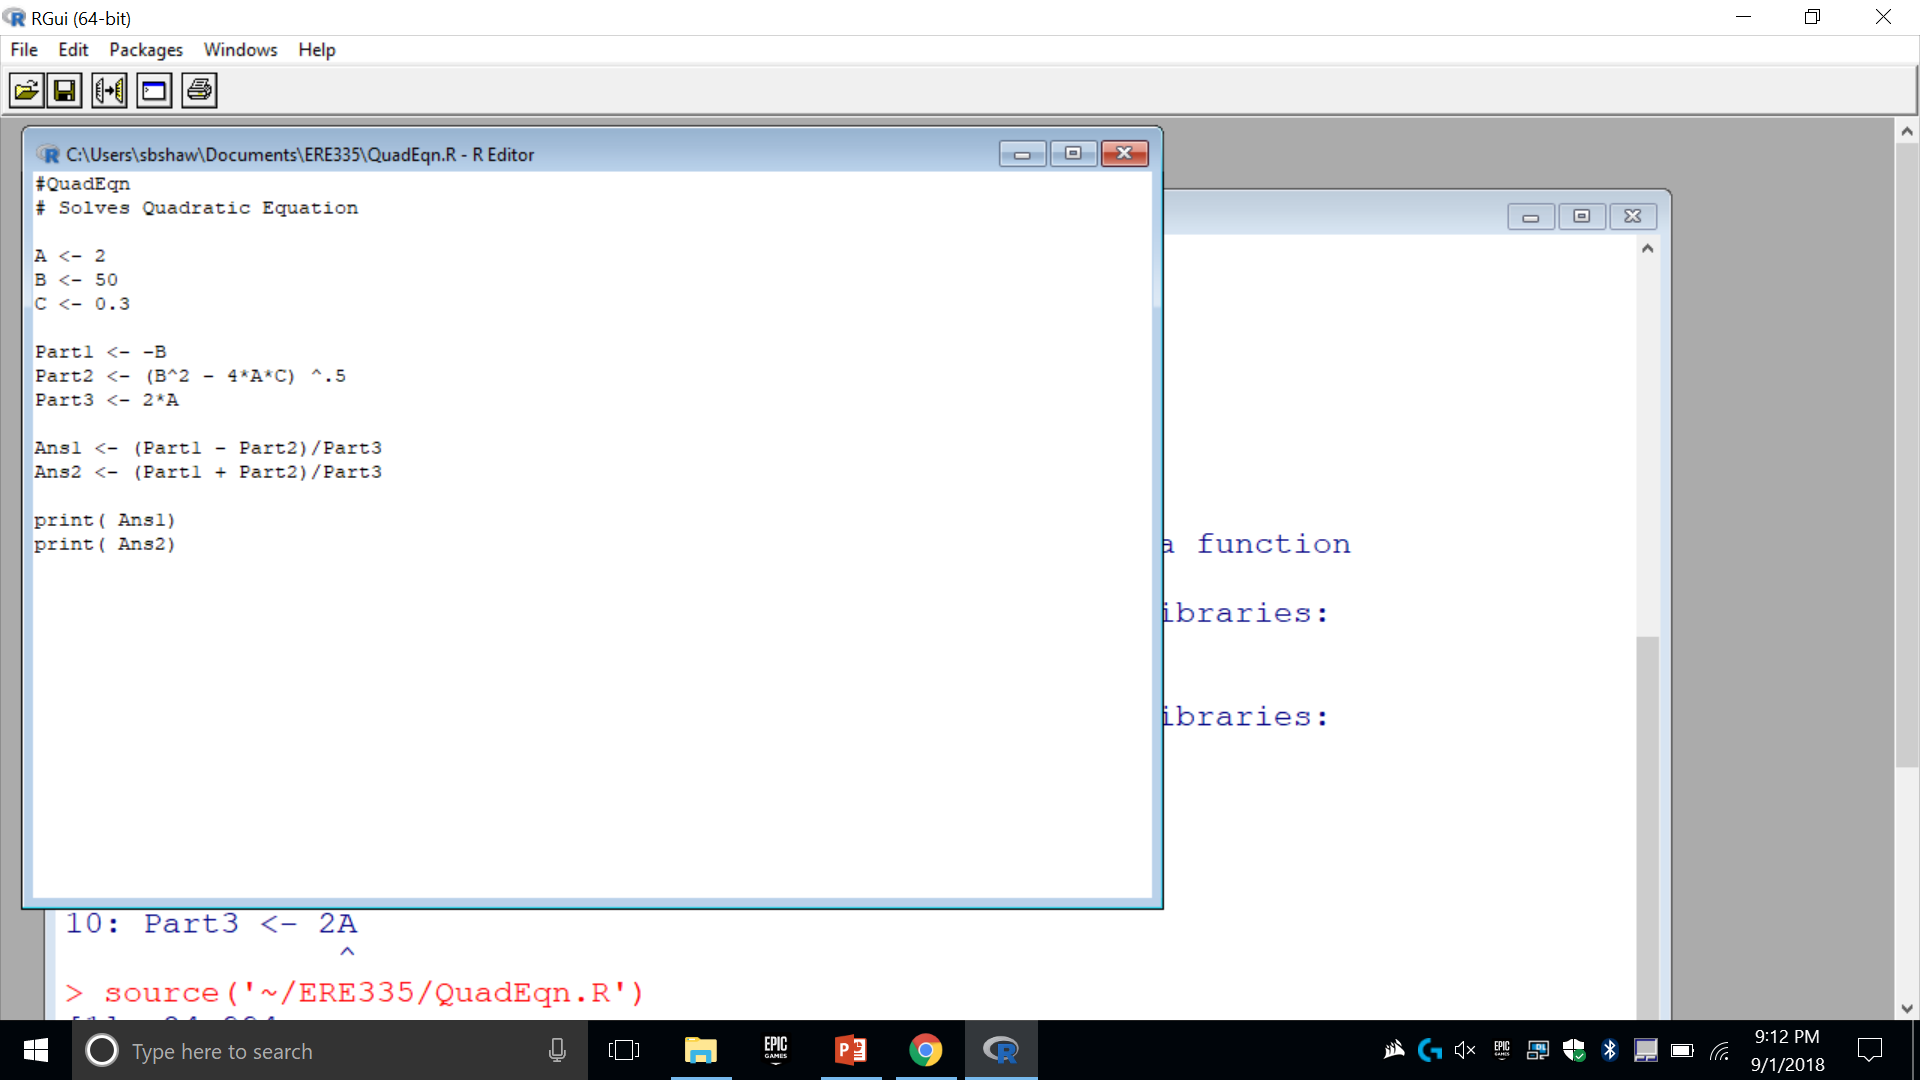 RGui (64-bit)
File Edit Packages Windows Help
C:\Users\sbshaw\Documents\ERE335\QuadEqn.R - R Editor
#QuadEqn
# Solves Quadratic Equation
A <- 2
B <- 50
C <- 0.3
Part1 <- -B
Part2 <- (B^2 - 4*A*C) ^.5
Part3 <- 2*A
Ans1 <- (Part1 - Part2)/Part3
Ans2 <- (Part1 + Part2)/Part3
print( Ans1)
print( Ans2)
a function
ibraries:
ibraries:
10: Part3 <- 2A
^
> source('~/ERE335/QuadEqn.R')
Type here to search
EPIC GAMES
9:12 PM
9/1/2018